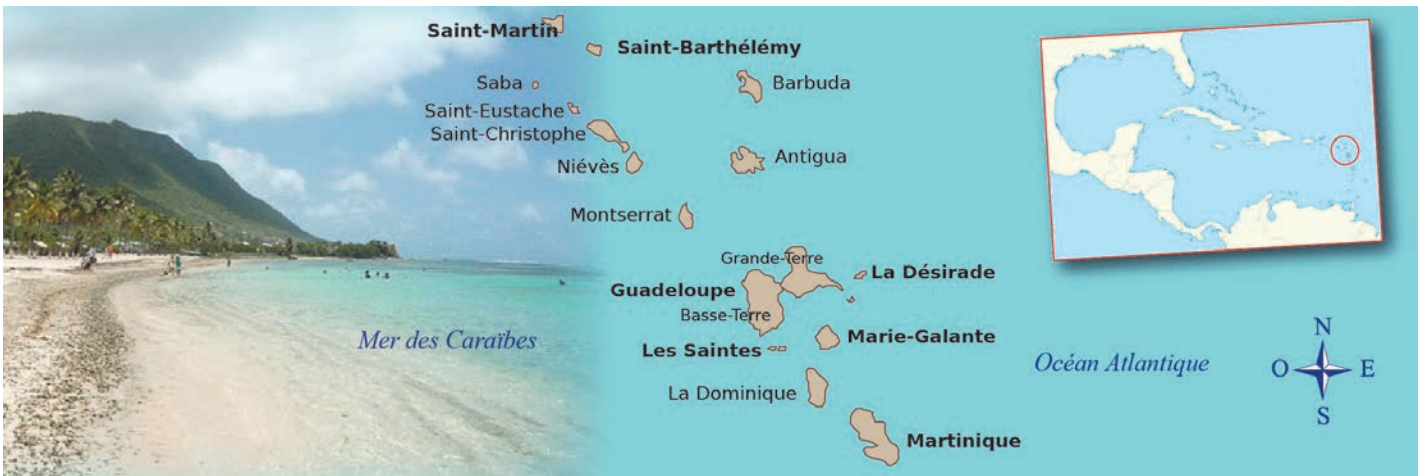 Saint-Martin
Saint-Barthélémy
Saba
Barbuda
Saint-Eustache
Saint-Christophe
Niévès
Antigua
Montserrat
Grande-Terre
La Désirade
Guadeloupe
Basse-Terre
Mer des Caraïbes
Marie-Galante
Les Saintes
Océan Atlantique
La Dominique
Martinique
N
O E
S